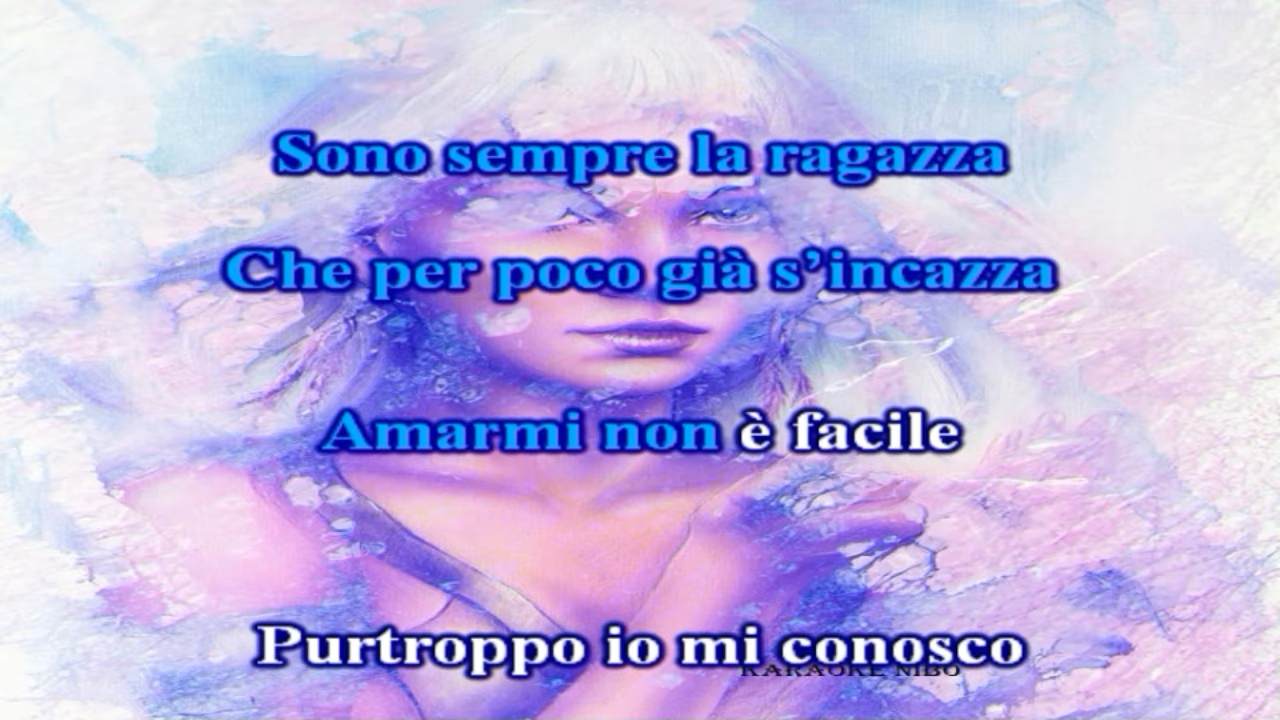 Sono sempre la ragazza
Che per poco già s’incazza
Amarmi non è facile
Purtroppo io mi conosco
KARAOKE NIBO